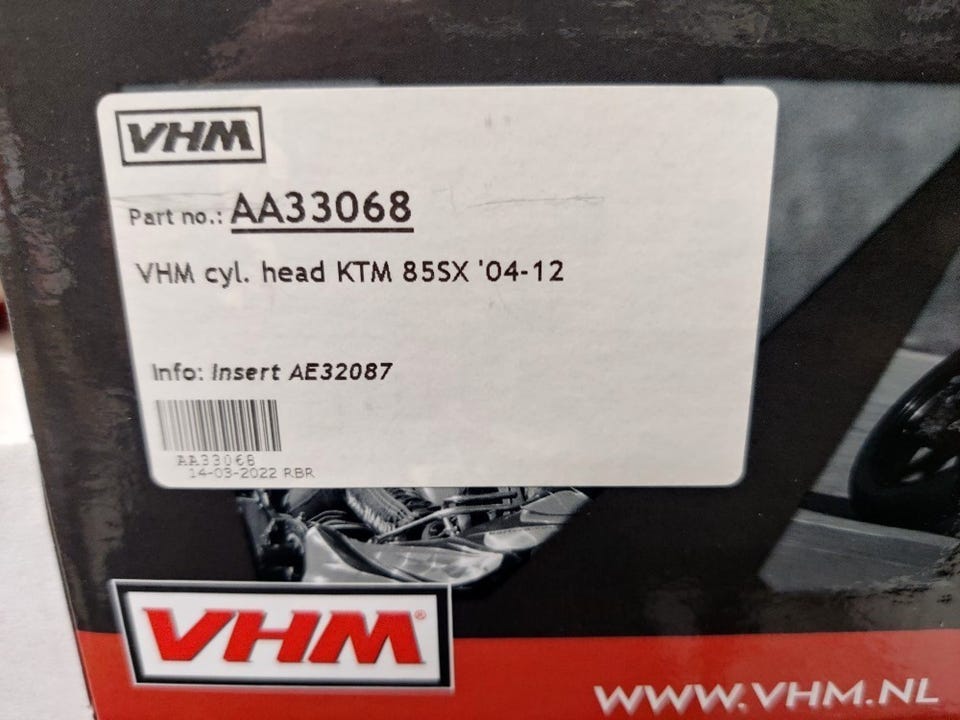 VHM
Part no.: AA33068
VHM cyl. head KTM 85SX '04-12
Info: Insert AE32087
AA33068
14-03-2022 RBR
VHM®
WWW.VHM.NL